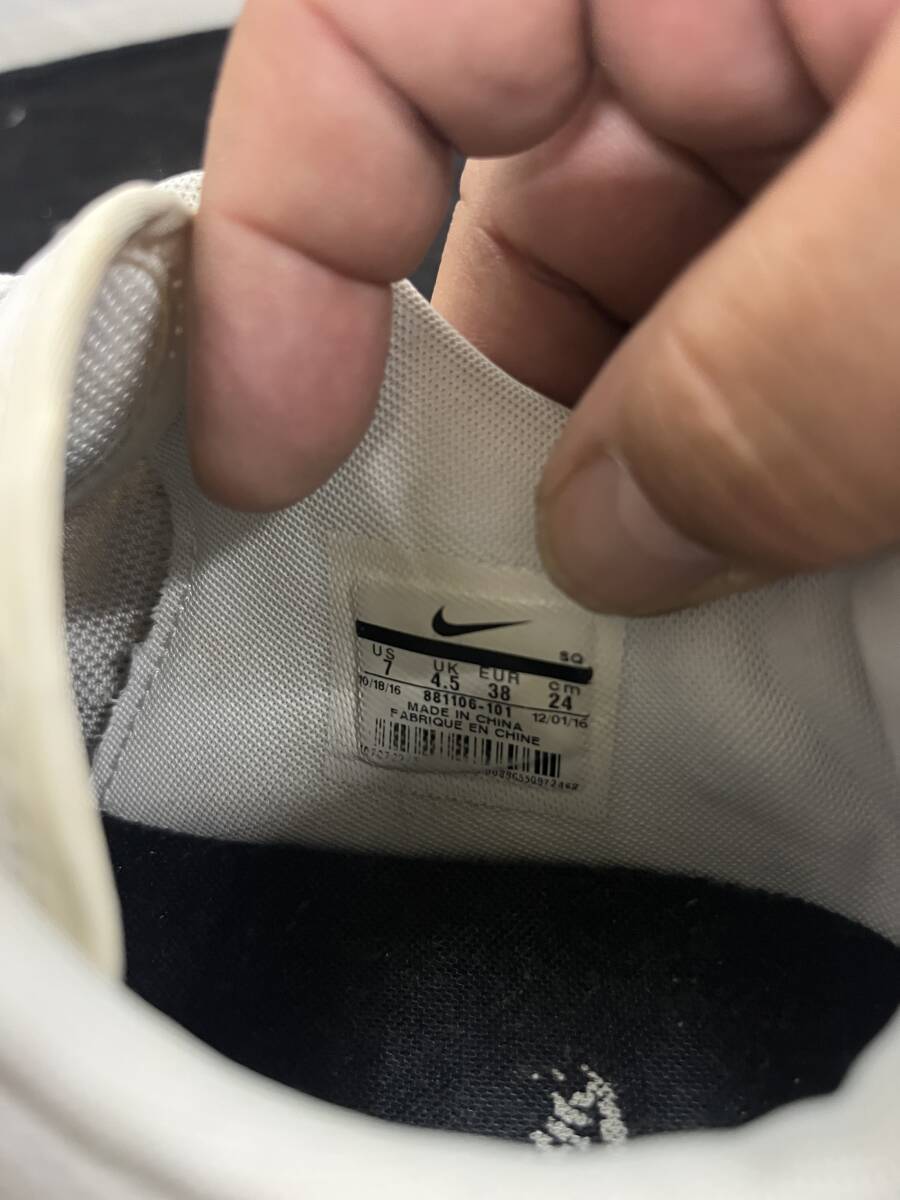 SQ
US UK EUR cm
7 4.5 38 24
10/18/16 881106-101 12/01/16
MADE IN CHINA
FABRIQUE EN CHINE